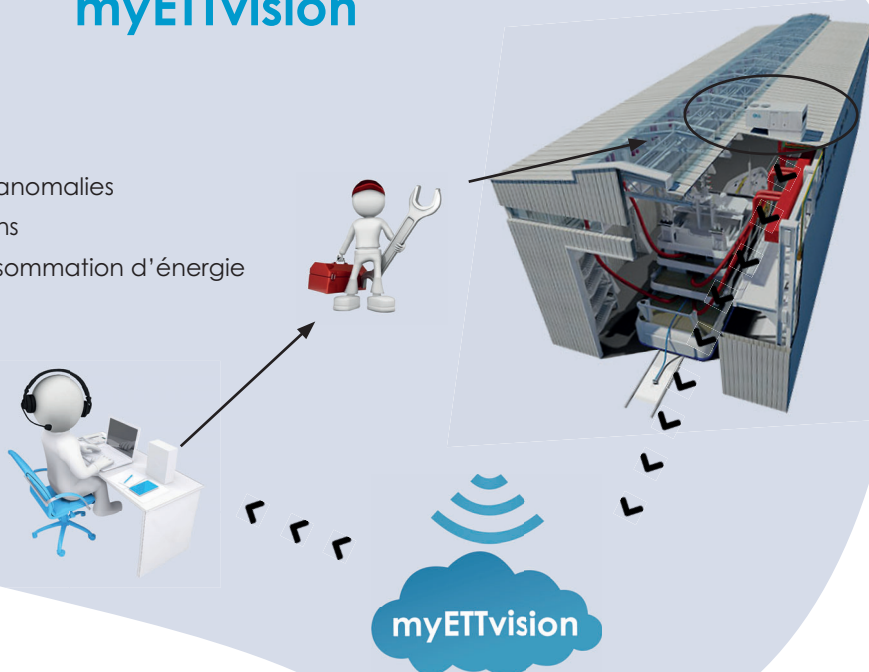 myETTvision
anomalies
ns
sommation d’énergie
myETTvision